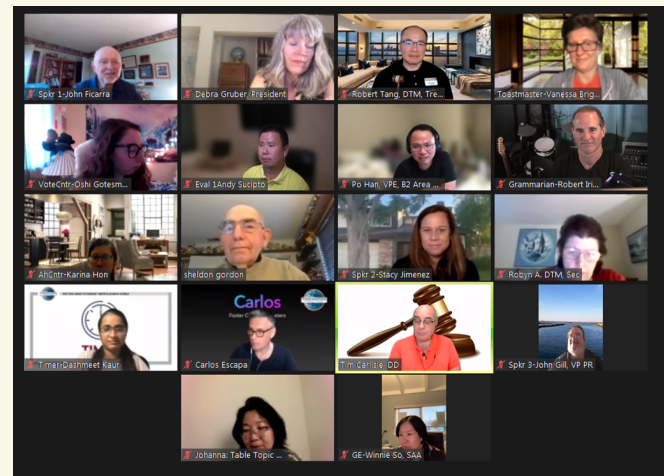 Spkr 1-John Ficarra
Debra Gruber, President
Robert Tang, DTM, Tre...
Toastmaster-Vanessa Brig...
VoteCntr-Oshi Gotesm...
Eval 1Andy Sucipto
Po Han, VPE, B2 Area ...
Grammarian-Robert Iri...
AhCntr-Karina Hon
sheldon gordon
Spkr 2-Stacy Jimenez
Robyn A. DTM, Sec
Timer-Dashmeet Kaur
Carlos
Carlos Escapa
Tim Carlisle, DD
Spkr 3-John Gill, VP PR
Johanna: Table Topic ...
GE-Winnie So, SAA